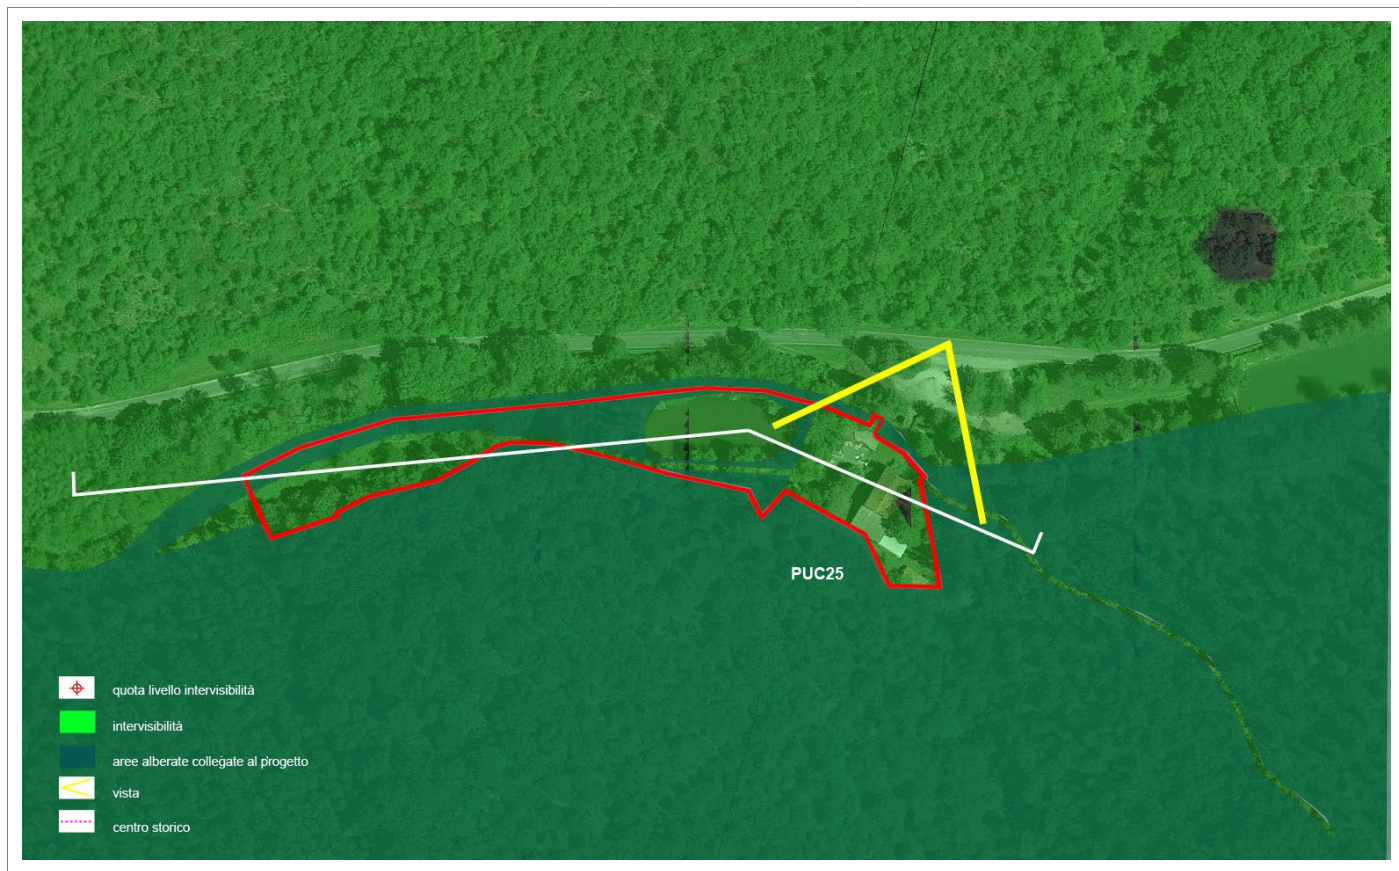 PUC25
quota livello intervisibilità
intervisibilità
aree alberate collegate al progetto
vista
centro storico